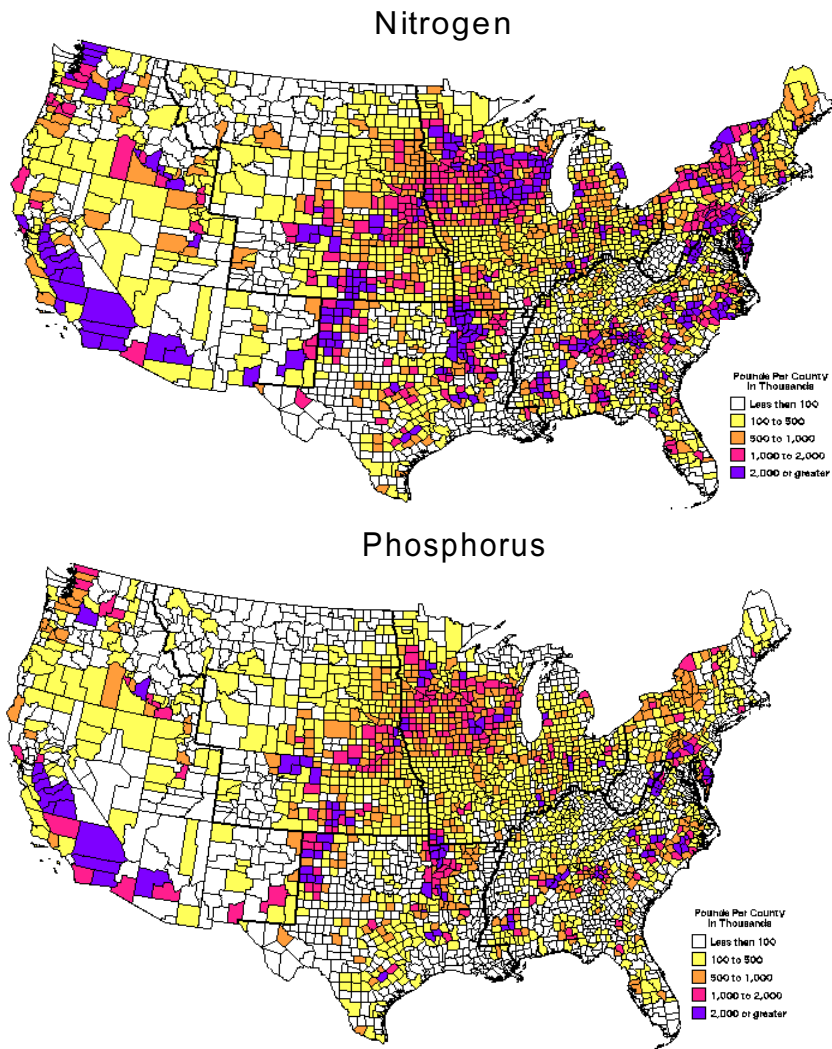 Nitrogen
Pounds Per County
In Thousands
Less than 100
100 to 500
500 to 1,000
1,000 to 2,000
2,000 or greater
Phosphorus
Pounds Per County
In Thousands
Less than 100
100 to 500
500 to 1,000
1,000 to 2,000
2,000 or greater